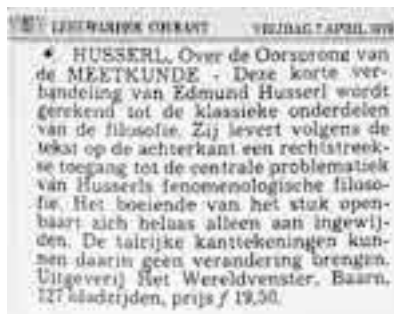 LEEUWARDER COURANT VRIJDAG 7 APRIL
HUSSERL, Over de Oorsprong van
de MEETKUNDE - Deze korte ver-
handeling van Edmund Husserl wordt
gerekend tot de klassieke onderdelen
van de filosofie. Zij levert volgens de
tekst op de achterkant een rechtstreek-
se toegang tot de centrale problematiek
van Husserls fenomenologische filoso-
fie. Het boeiende van het stuk open-
baart zich helaas alleen aan ingewij-
den. De talrijke kanttekeningen kun-
nen daarin geen verandering brengen.
Uitgeverij Het Wereldvenster, Baarn,
127 bladzijden, prijs ƒ 19,50.